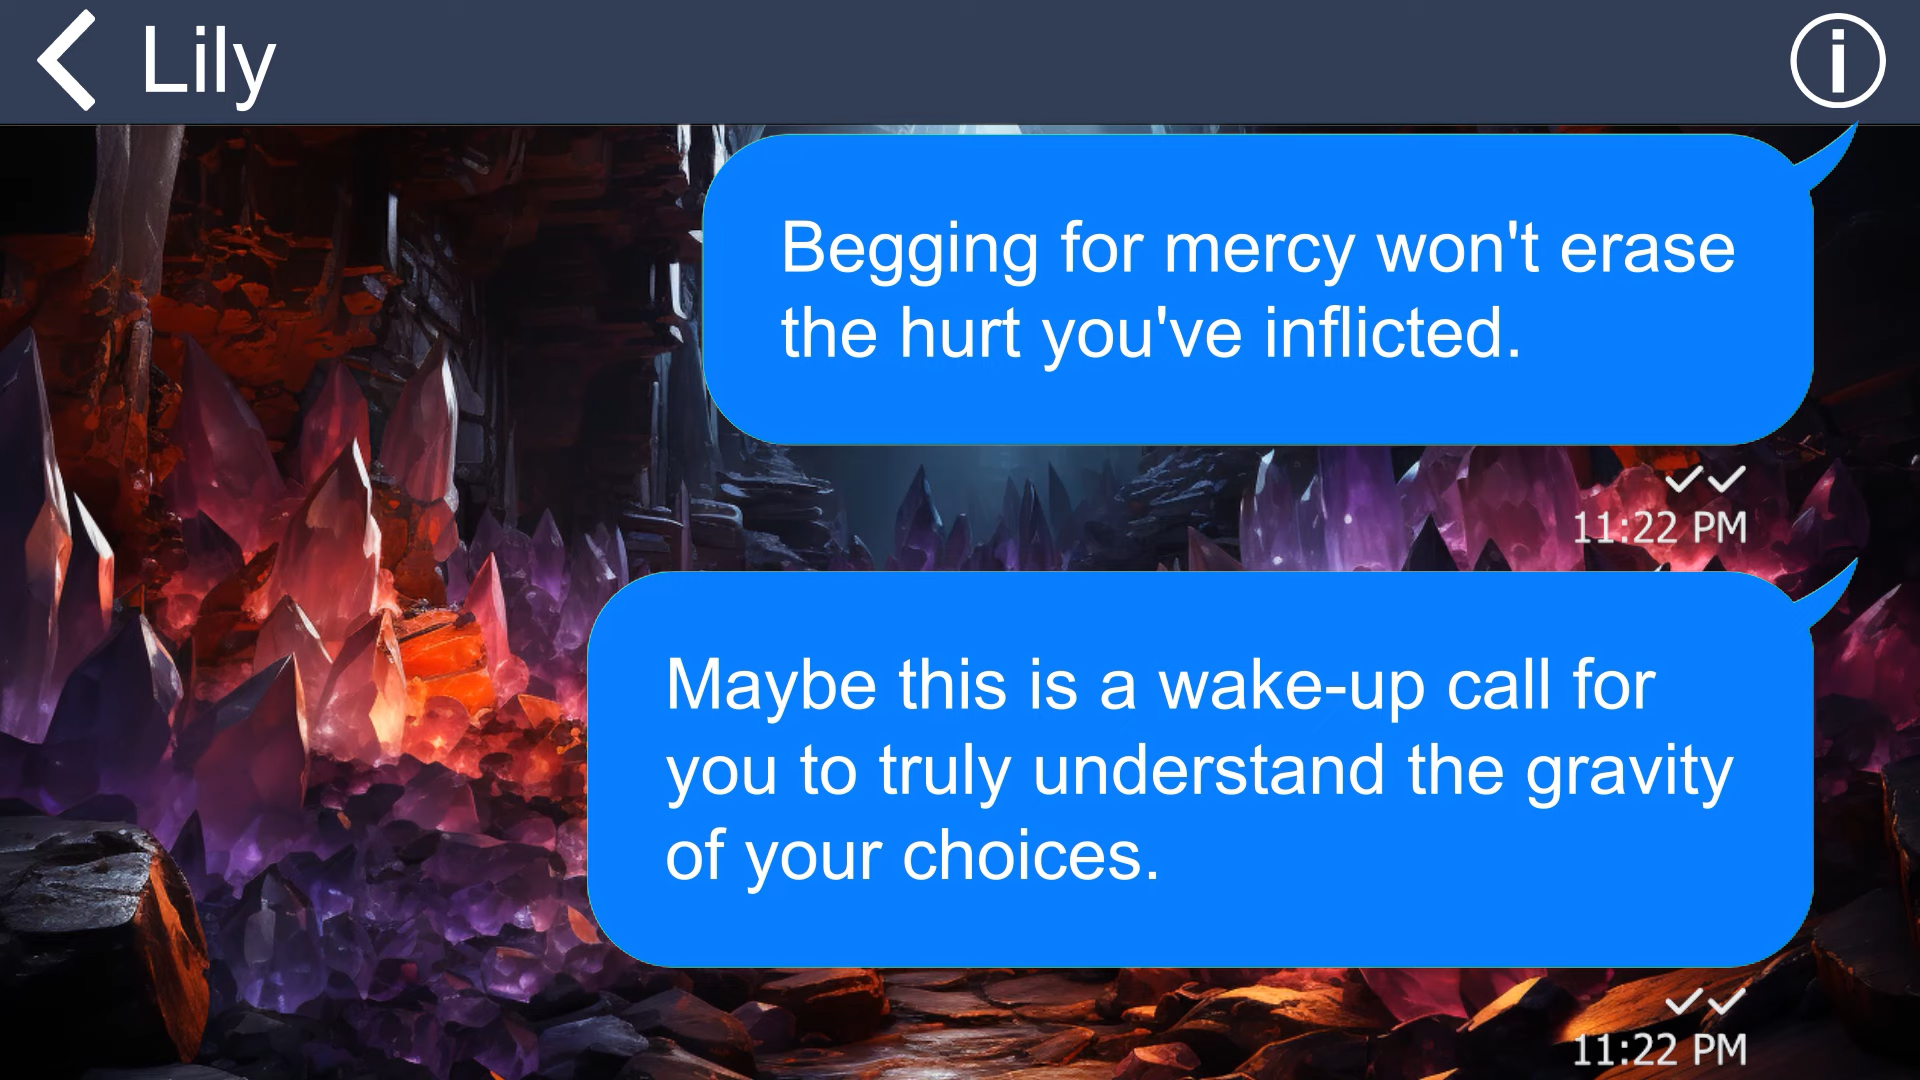 Lily
Begging for mercy won't erase
the hurt you've inflicted.
11:22 PM
Maybe this is a wake-up call for
you to truly understand the gravity
of your choices.
11:22 PM